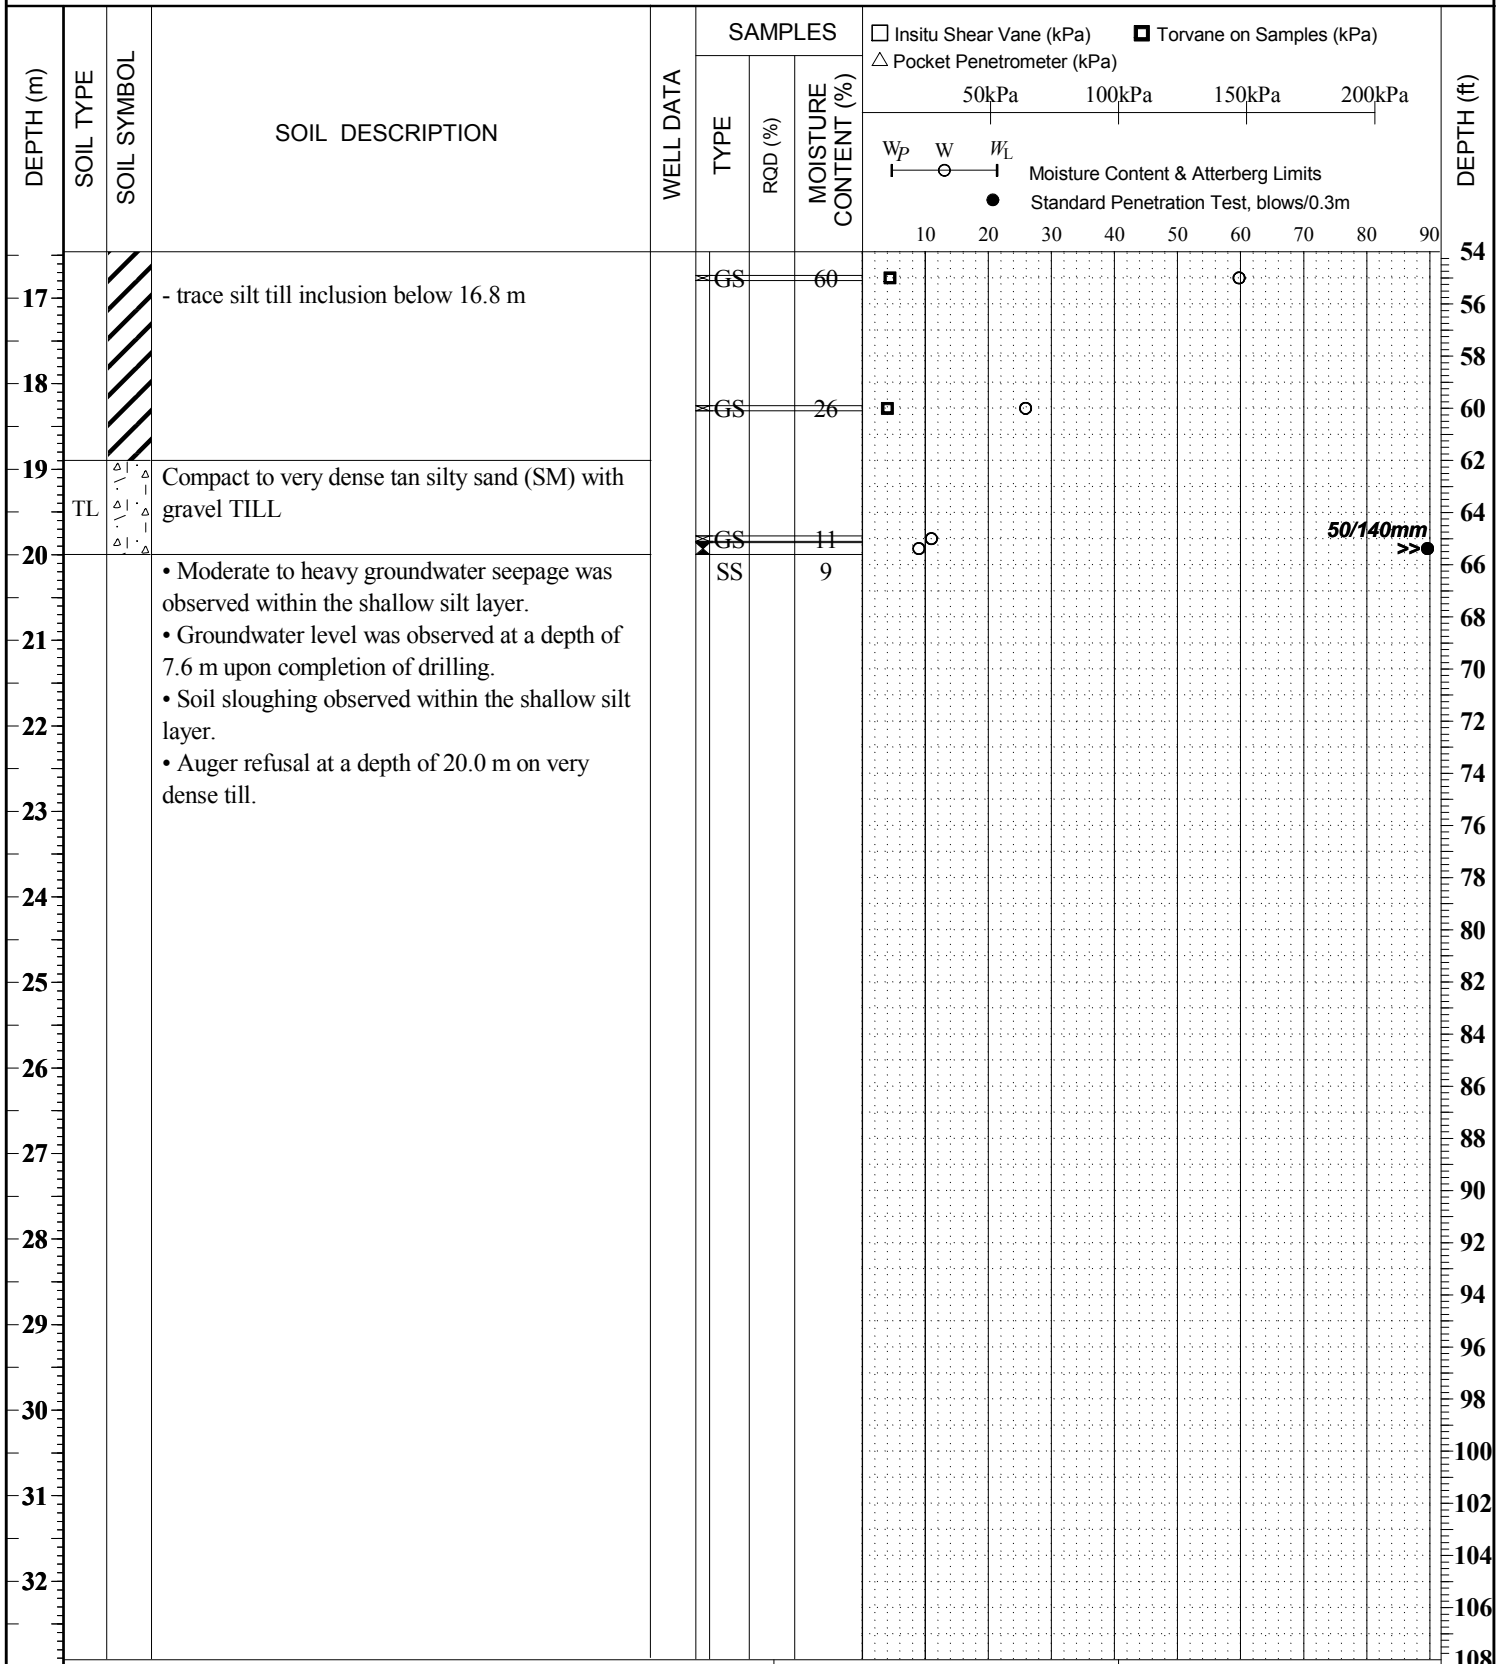 SAMPLES
Insitu Shear Vane (kPa) Torvane on Samples (kPa)
Pocket Penetrometer (kPa)
50kPa 100kPa 150kPa 200kPa
DEPTH (m)
SOIL TYPE
SOIL SYMBOL
SOIL DESCRIPTION
WELL DATA
TYPE
RQD (%)
MOISTURE
CONTENT (%)
DEPTH (ft)
WP W WL
Moisture Content & Atterberg Limits
Standard Penetration Test, blows/0.3m
10 20 30 40 50 60 70 80 90
54
GS 60
17
- trace silt till inclusion below 16.8 m
56
58
18
GS 26
60
19
62
Compact to very dense tan silty sand (SM) with
gravel TILL
TL
64
50/140mm
GS 11
20
>>
66
• Moderate to heavy groundwater seepage was
observed within the shallow silt layer.
SS 9
68
• Groundwater level was observed at a depth of
7.6 m upon completion of drilling.
21
70
• Soil sloughing observed within the shallow silt
layer.
22
72
• Auger refusal at a depth of 20.0 m on very
dense till.
74
23
76
78
24
80
25
82
84
26
86
27
88
90
28
92
94
29
96
30
98
100
31
102
104
32
106
108